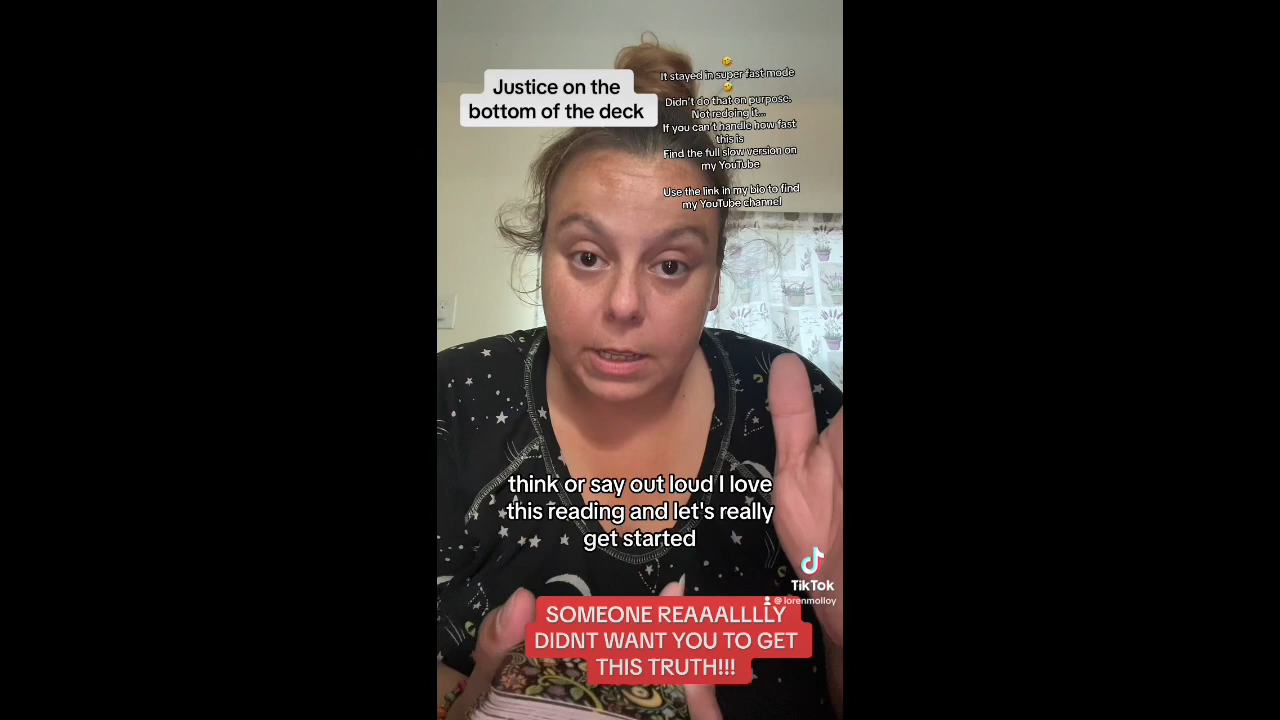 Justice on the
bottom of the deck
🤣
It stayed in super fast mode
🤣
Didn't do that on purpose.
Not redoing it...
If you can't handle how fast
this is
Find the full slow version on
my YouTube
Use the link in my bio to find
my YouTube channel
think or say out loud I love
this reading and let's really
get started
TikTok
@lorenmolloy
SOMEONE REAAALLLLY
DIDNT WANT YOU TO GET
THIS TRUTH!!!